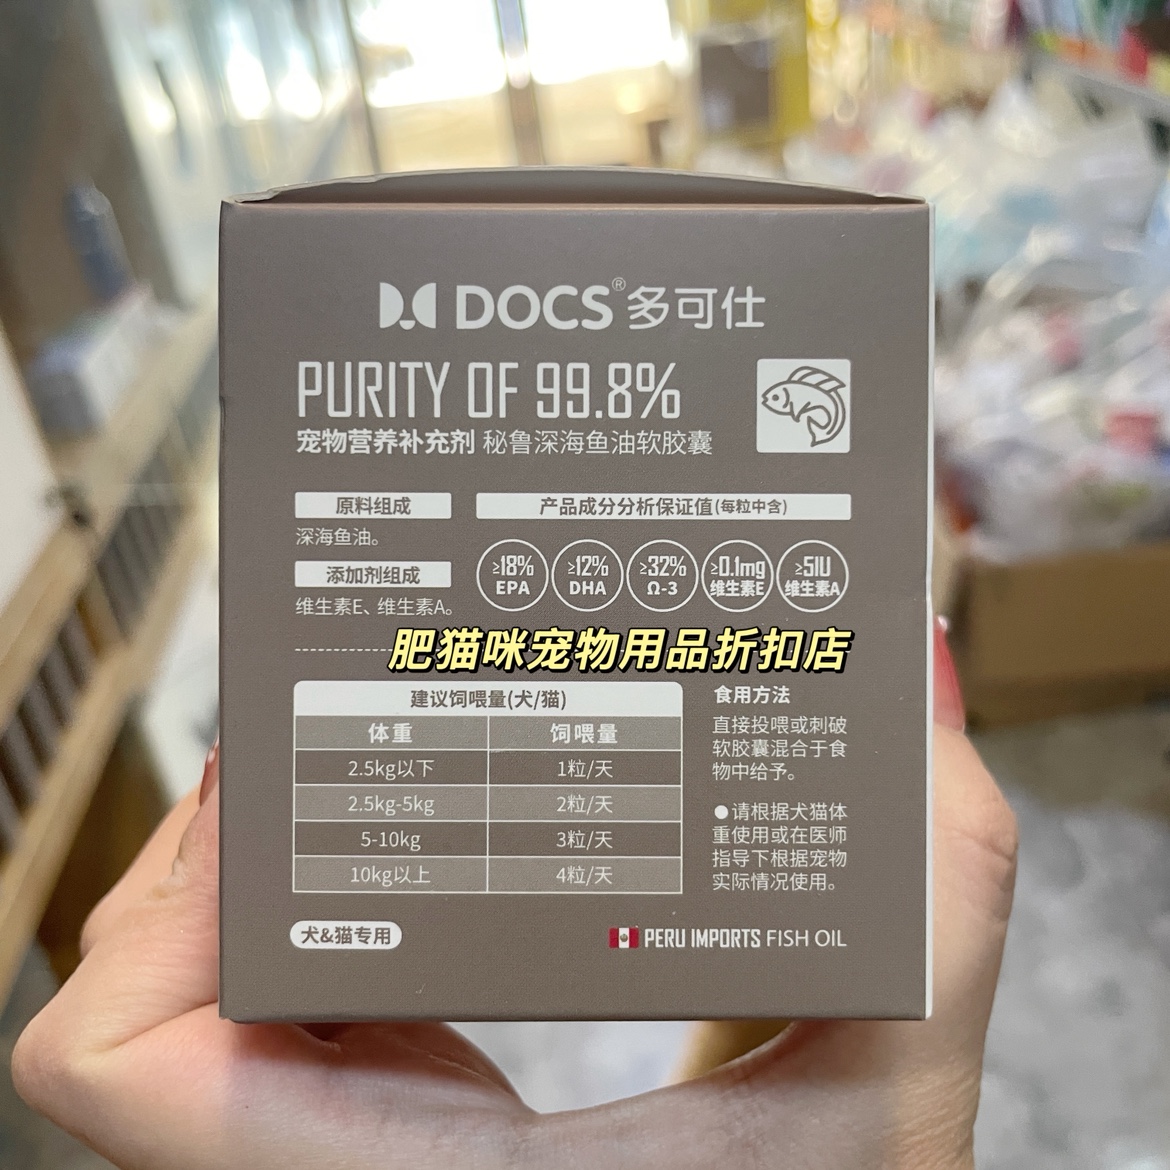 DOCS®多可仕
PURITY OF 99.8%
宠物营养补充剂 秘鲁深海鱼油软胶囊
原料组成
深海鱼油。
添加剂组成
维生素E、维生素A。
产品成分分析保证值(每粒中含)
≥18%
EPA
≥12%
DHA
≥32%
Ω-3
≥0.1mg
维生素E
≥5IU
维生素A
肥猫咪宠物用品折扣店
建议饲喂量(犬/猫)
体重 饲喂量
2.5kg以下 1粒/天
2.5kg-5kg 2粒/天
5-10kg 3粒/天
10kg以上 4粒/天
食用方法
直接投喂或刺破
软胶囊混合于食
物中给予。
●请根据犬猫体
重使用或在医师
指导下根据宠物
实际情况使用。
犬&猫专用
PERU IMPORTS FISH OIL